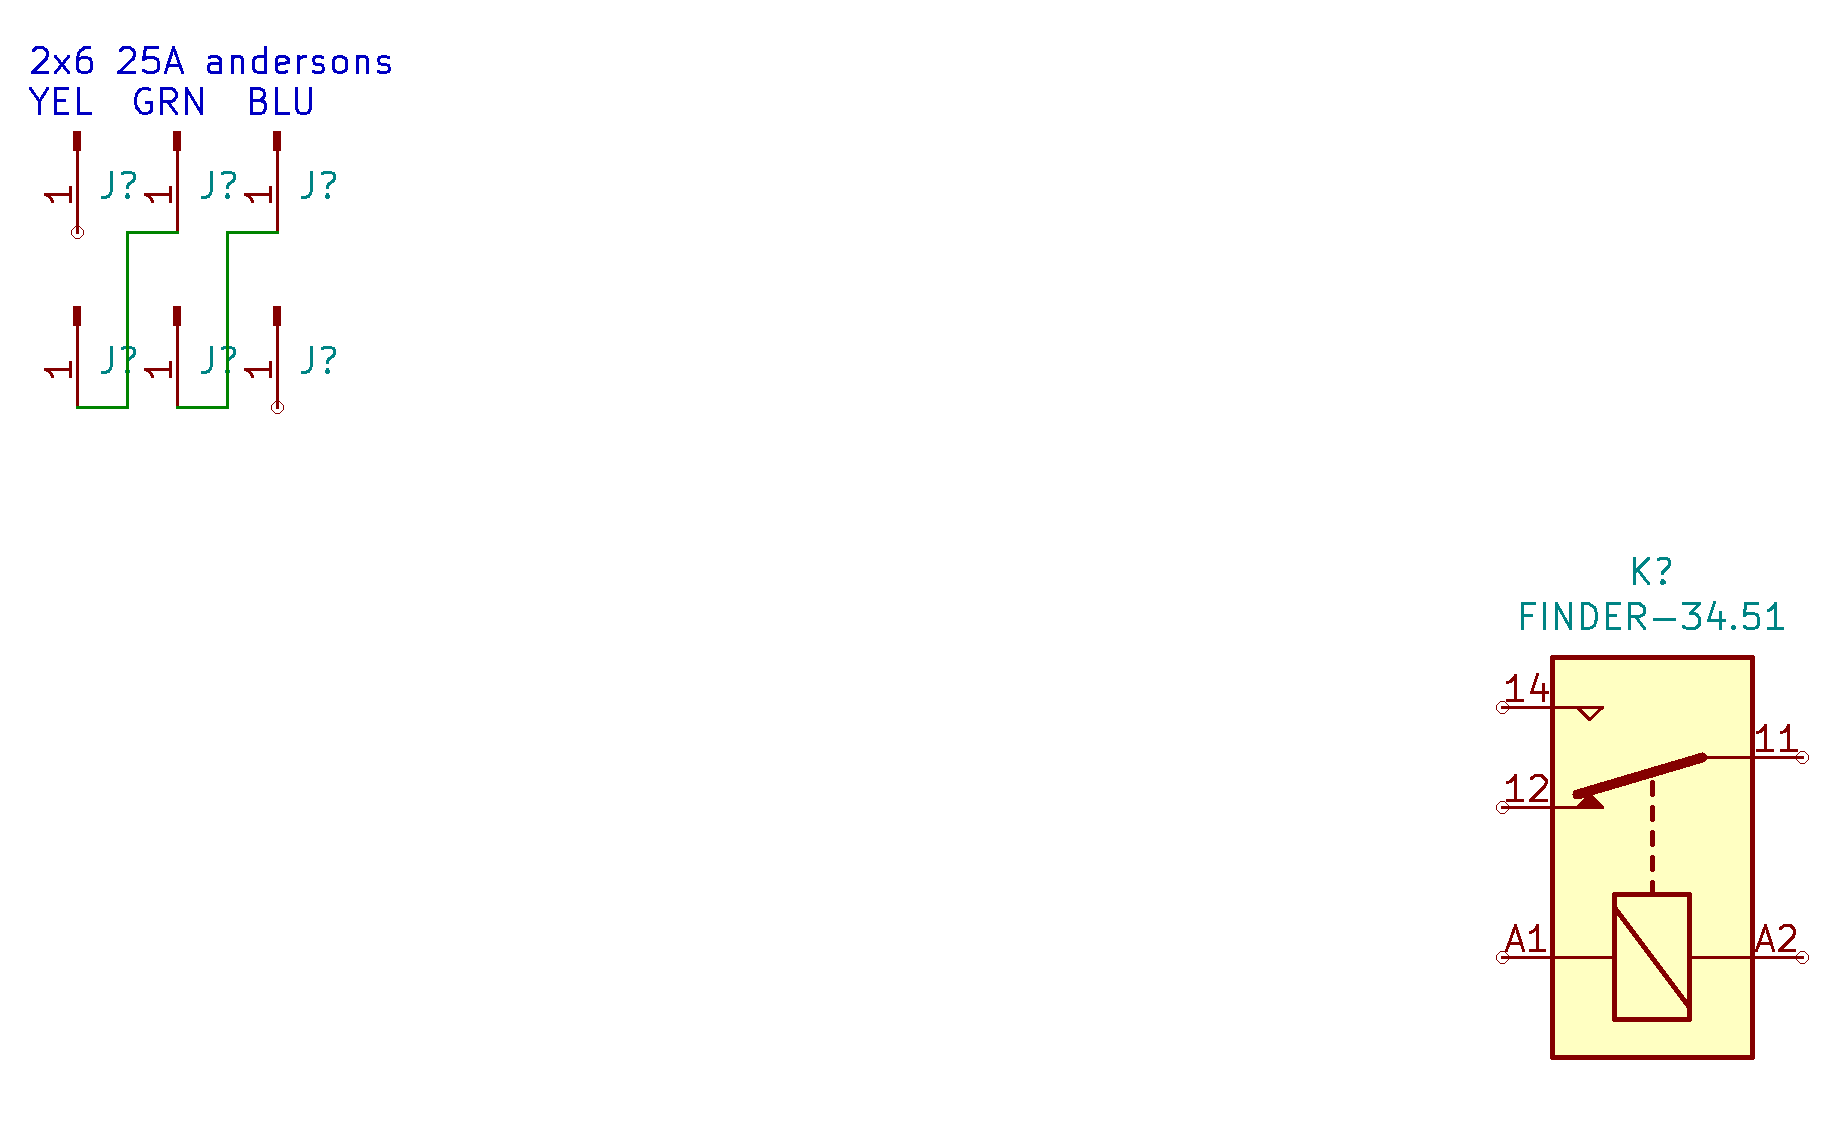 2x6 25A andersons
YEL GRN BLU
1 J? 1 J? 1 J?
1 J? 1 J? 1 J?
K?
FINDER-34.51
14
11
12
A1 A2